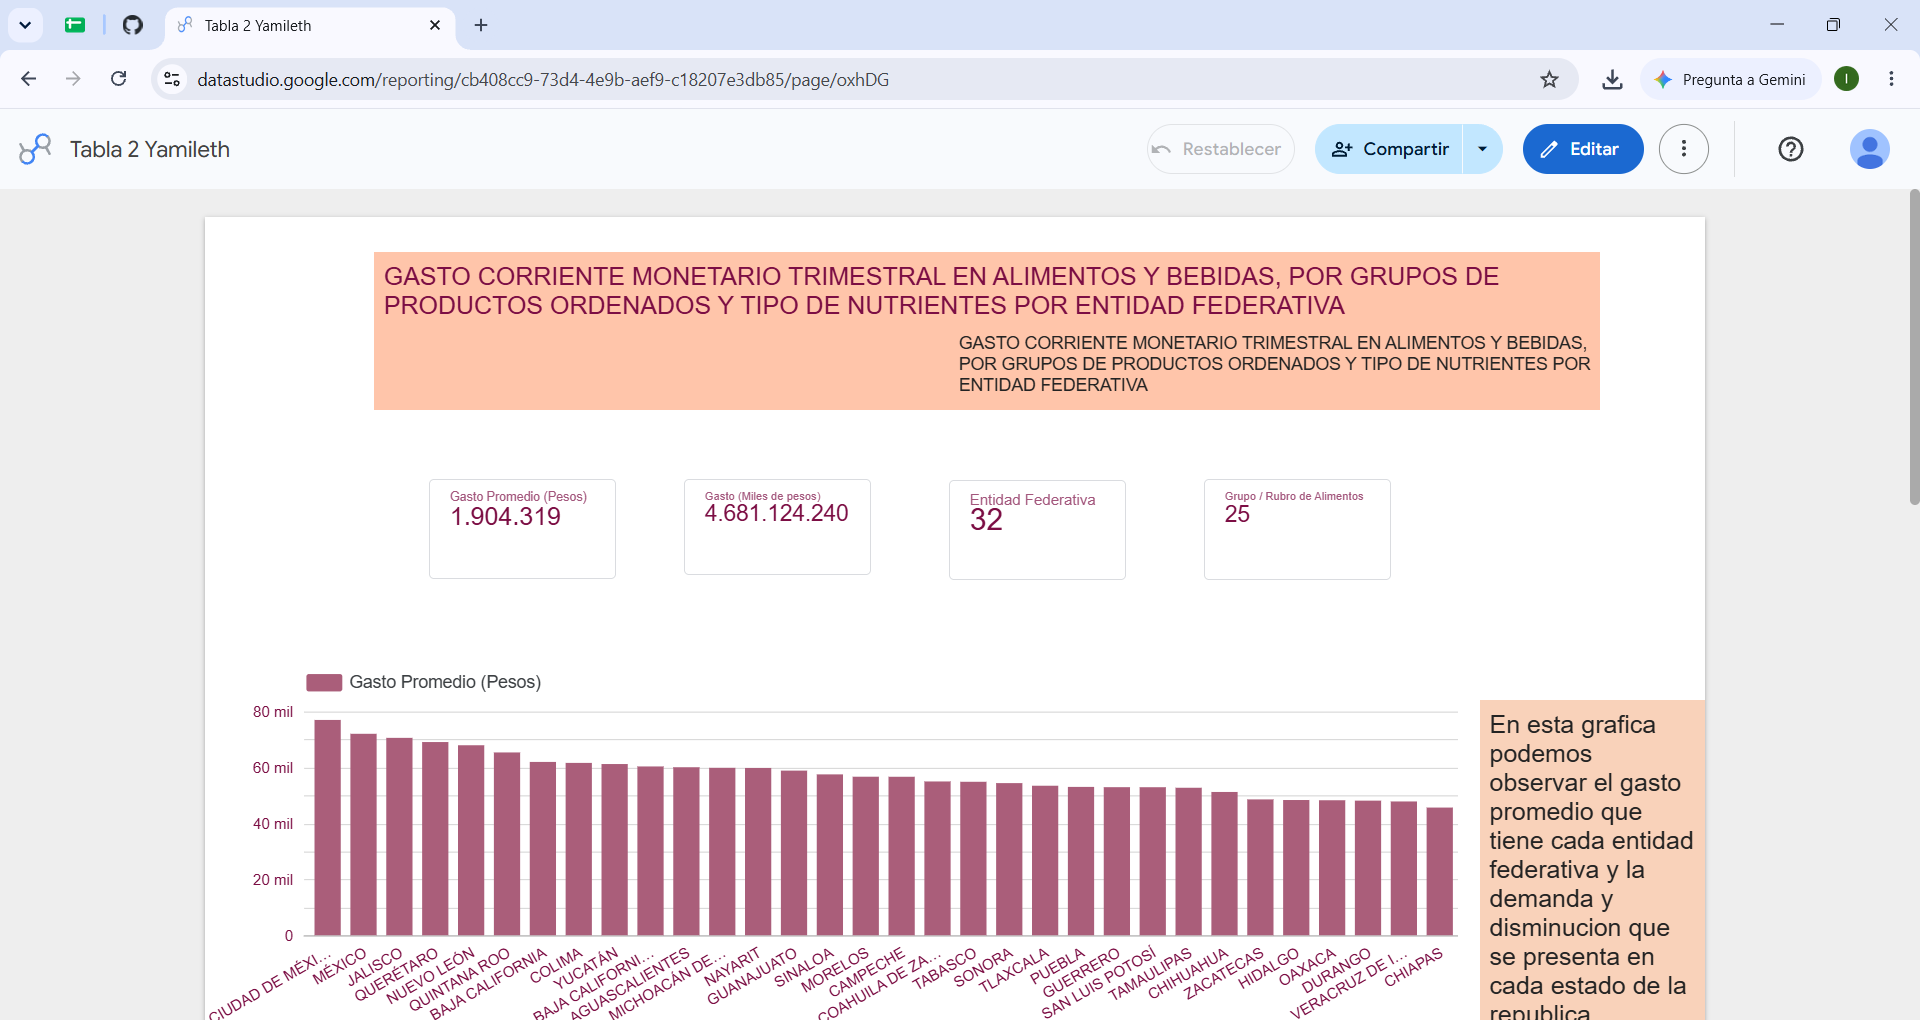 Tabla 2 Yamileth
datastudio.google.com/reporting/cb408cc9-73d4-4e9b-aef9-c18207e3db85/page/oxhDG
Pregunta a Gemini
I
Tabla 2 Yamileth
Restablecer
Compartir
Editar
GASTO CORRIENTE MONETARIO TRIMESTRAL EN ALIMENTOS Y BEBIDAS, POR GRUPOS DE
PRODUCTOS ORDENADOS Y TIPO DE NUTRIENTES POR ENTIDAD FEDERATIVA
GASTO CORRIENTE MONETARIO TRIMESTRAL EN ALIMENTOS Y BEBIDAS,
POR GRUPOS DE PRODUCTOS ORDENADOS Y TIPO DE NUTRIENTES POR
ENTIDAD FEDERATIVA
Gasto Promedio (Pesos)
1.904.319
Gasto (Miles de pesos)
4.681.124.240
Entidad Federativa
32
Grupo / Rubro de Alimentos
25
Gasto Promedio (Pesos)
80 mil
60 mil
40 mil
20 mil
0
CIUDAD DE MÉXI...
MÉXICO
JALISCO
QUERÉTARO
NUEVO LEÓN
QUINTANA ROO
BAJA CALIFORNIA
COLIMA
YUCATÁN
BAJA CALIFORNI...
AGUASCALIENTES
MICHOACÁN DE...
NAYARIT
GUANAJUATO
SINALOA
MORELOS
CAMPECHE
COAHUILA DE ZA...
TABASCO
SONORA
TLAXCALA
PUEBLA
GUERRERO
SAN LUIS POTOSÍ
TAMAULIPAS
CHIHUAHUA
ZACATECAS
HIDALGO
OAXACA
DURANGO
VERACRUZ DE I...
CHIAPAS
En esta grafica
podemos
observar el gasto
promedio que
tiene cada entidad
federativa y la
demanda y
disminucion que
se presenta en
cada estado de la
republica